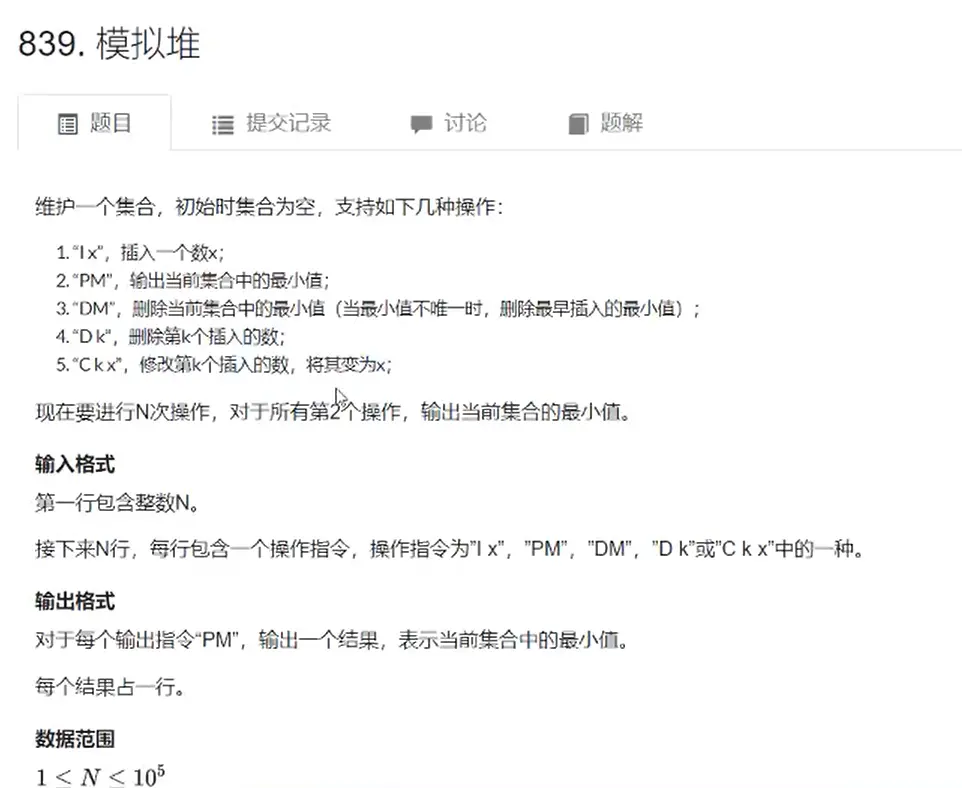 839. 模拟堆
题目 提交记录 讨论 题解
维护一个集合，初始时集合为空，支持如下几种操作：
1. “I x”，插入一个数x；
2. “PM”，输出当前集合中的最小值；
3. “DM”，删除当前集合中的最小值（当最小值不唯一时，删除最早插入的最小值）；
4. “D k”，删除第k个插入的数；
5. “C k x”，修改第k个插入的数，将其变为x；
现在要进行N次操作，对于所有第2个操作，输出当前集合的最小值。
输入格式
第一行包含整数N。
接下来N行，每行包含一个操作指令，操作指令为”I x”，”PM”，”DM”，”D k”或”C k x”中的一种。
输出格式
对于每个输出指令“PM”，输出一个结果，表示当前集合中的最小值。
每个结果占一行。
数据范围
1 ≤ N ≤ 10⁵